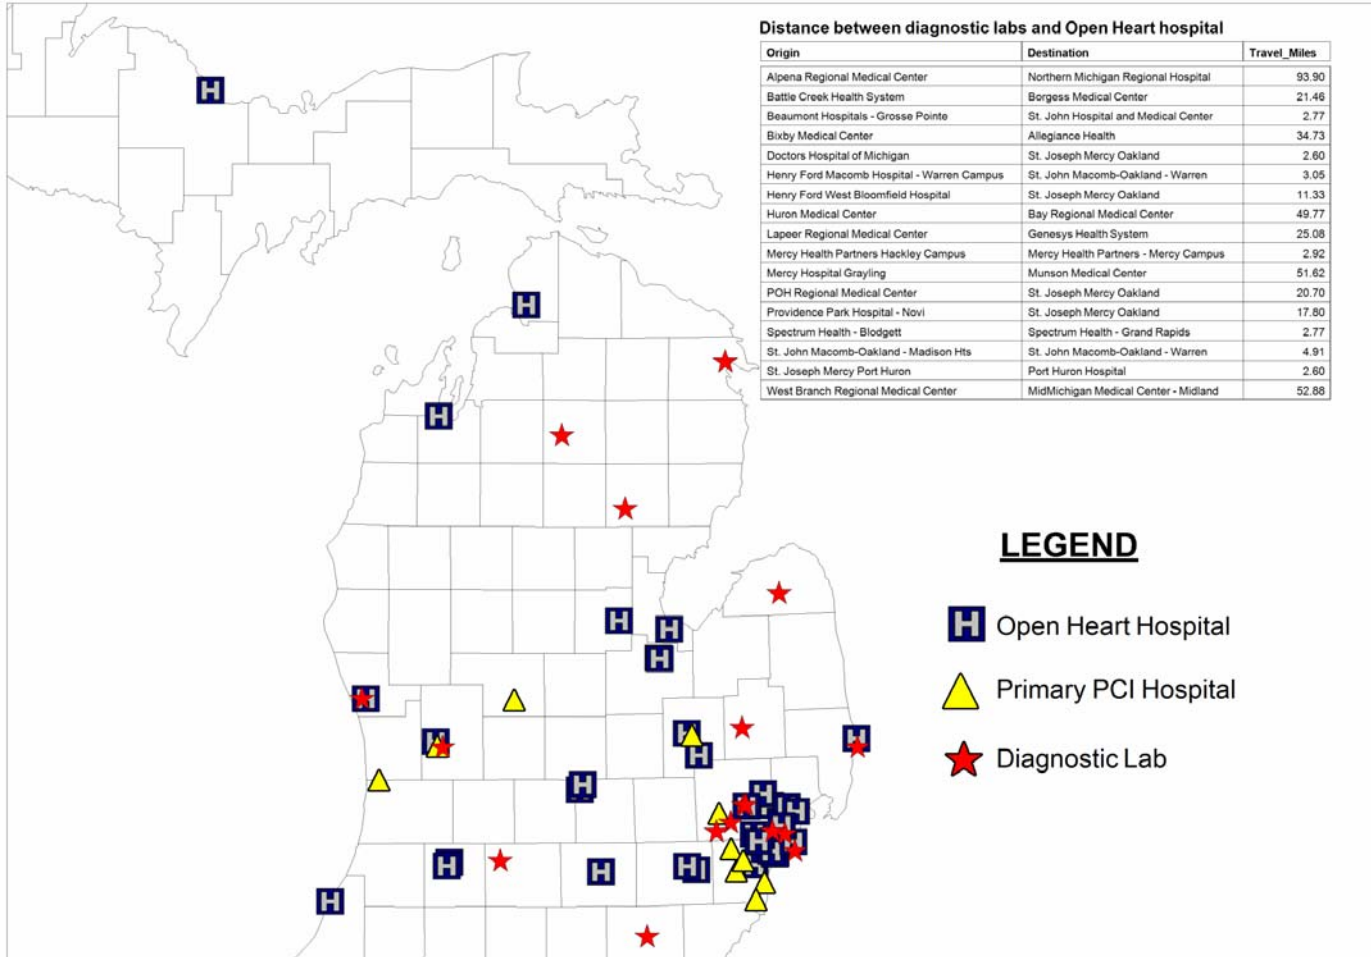 Distance between diagnostic labs and Open Heart hospital
Origin Destination Travel_Miles
Alpena Regional Medical Center Northern Michigan Regional Hospital 93.90
Battle Creek Health System Borgess Medical Center 21.46
Beaumont Hospitals - Grosse Pointe St. John Hospital and Medical Center 2.77
Bixby Medical Center Allegiance Health 34.73
Doctors Hospital of Michigan St. Joseph Mercy Oakland 2.60
Henry Ford Macomb Hospital - Warren Campus St. John Macomb-Oakland - Warren 3.05
Henry Ford West Bloomfield Hospital St. Joseph Mercy Oakland 11.33
Huron Medical Center Bay Regional Medical Center 49.77
Lapeer Regional Medical Center Genesys Health System 25.08
Mercy Health Partners Hackley Campus Mercy Health Partners - Mercy Campus 2.92
Mercy Hospital Grayling Munson Medical Center 51.62
POH Regional Medical Center St. Joseph Mercy Oakland 20.70
Providence Park Hospital - Novi St. Joseph Mercy Oakland 17.80
Spectrum Health - Blodgett Spectrum Health - Grand Rapids 2.77
St. John Macomb-Oakland - Madison Hts St. John Macomb-Oakland - Warren 4.91
St. Joseph Mercy Port Huron Port Huron Hospital 2.60
West Branch Regional Medical Center MidMichigan Medical Center - Midland 52.88
LEGEND
H Open Heart Hospital
Primary PCI Hospital
Diagnostic Lab